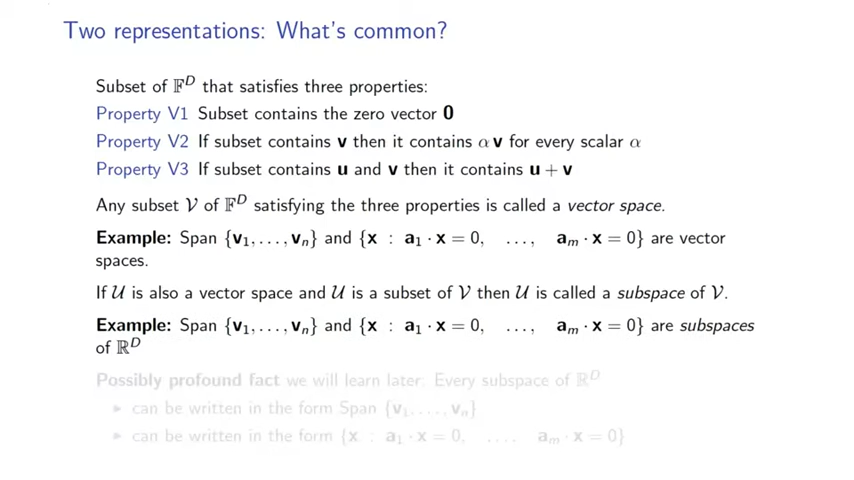 Two representations: What's common?
Subset of 𝔽ᴰ that satisfies three properties:
Property V1 Subset contains the zero vector 𝟎
Property V2 If subset contains 𝐯 then it contains α 𝐯 for every scalar α
Property V3 If subset contains 𝐮 and 𝐯 then it contains 𝐮 + 𝐯
Any subset 𝒱 of 𝔽ᴰ satisfying the three properties is called a vector space.
Example: Span {𝐯₁, . . . , 𝐯ₙ} and {𝐱 : 𝐚₁ · 𝐱 = 0, . . . , 𝐚ₘ · 𝐱 = 0} are vector
spaces.
If 𝒰 is also a vector space and 𝒰 is a subset of 𝒱 then 𝒰 is called a subspace of 𝒱.
Example: Span {𝐯₁, . . . , 𝐯ₙ} and {𝐱 : 𝐚₁ · 𝐱 = 0, . . . , 𝐚ₘ · 𝐱 = 0} are subspaces
of ℝᴰ
Possibly profound fact we will learn later: Every subspace of ℝᴰ
▶ can be written in the form Span {𝐯₁, . . . , 𝐯ₙ}
▶ can be written in the form {𝐱 : 𝐚₁ · 𝐱 = 0, . . . , 𝐚ₘ · 𝐱 = 0}